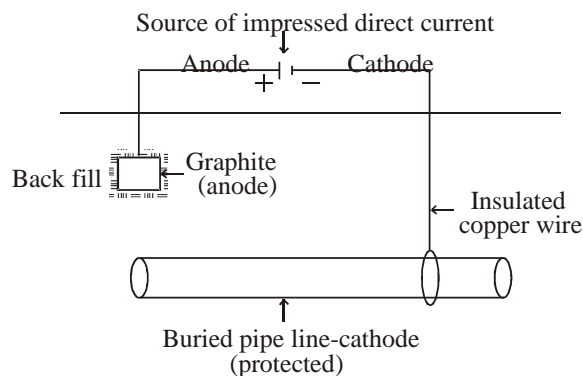 Source of impressed direct current
Anode
Cathode
+
−
Back fill
Graphite
(anode)
Insulated
copper wire
Buried pipe line-cathode
(protected)